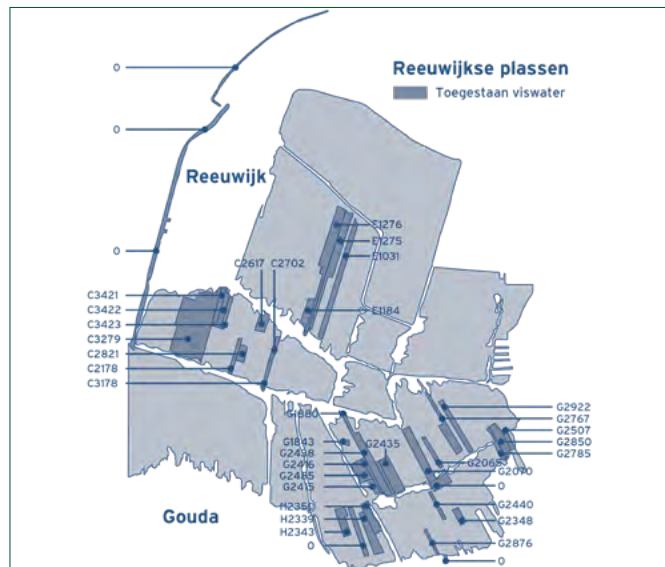 Reeuwijkse plassen
Toegestaan viswater
0
0
Reeuwijk
0
E1276
E1275
E1031
C2617
C2702
C3421
C3422
C3423
E1184
C3279
C2821
C2178
C3178
G1880
G2922
G2767
G2507
G2850
G2785
G1843
G2438
G2435
G2416
G2065
G2485
G2070
G2415
0
G2440
Gouda
H2339
G2348
H2343
0
G2876
0